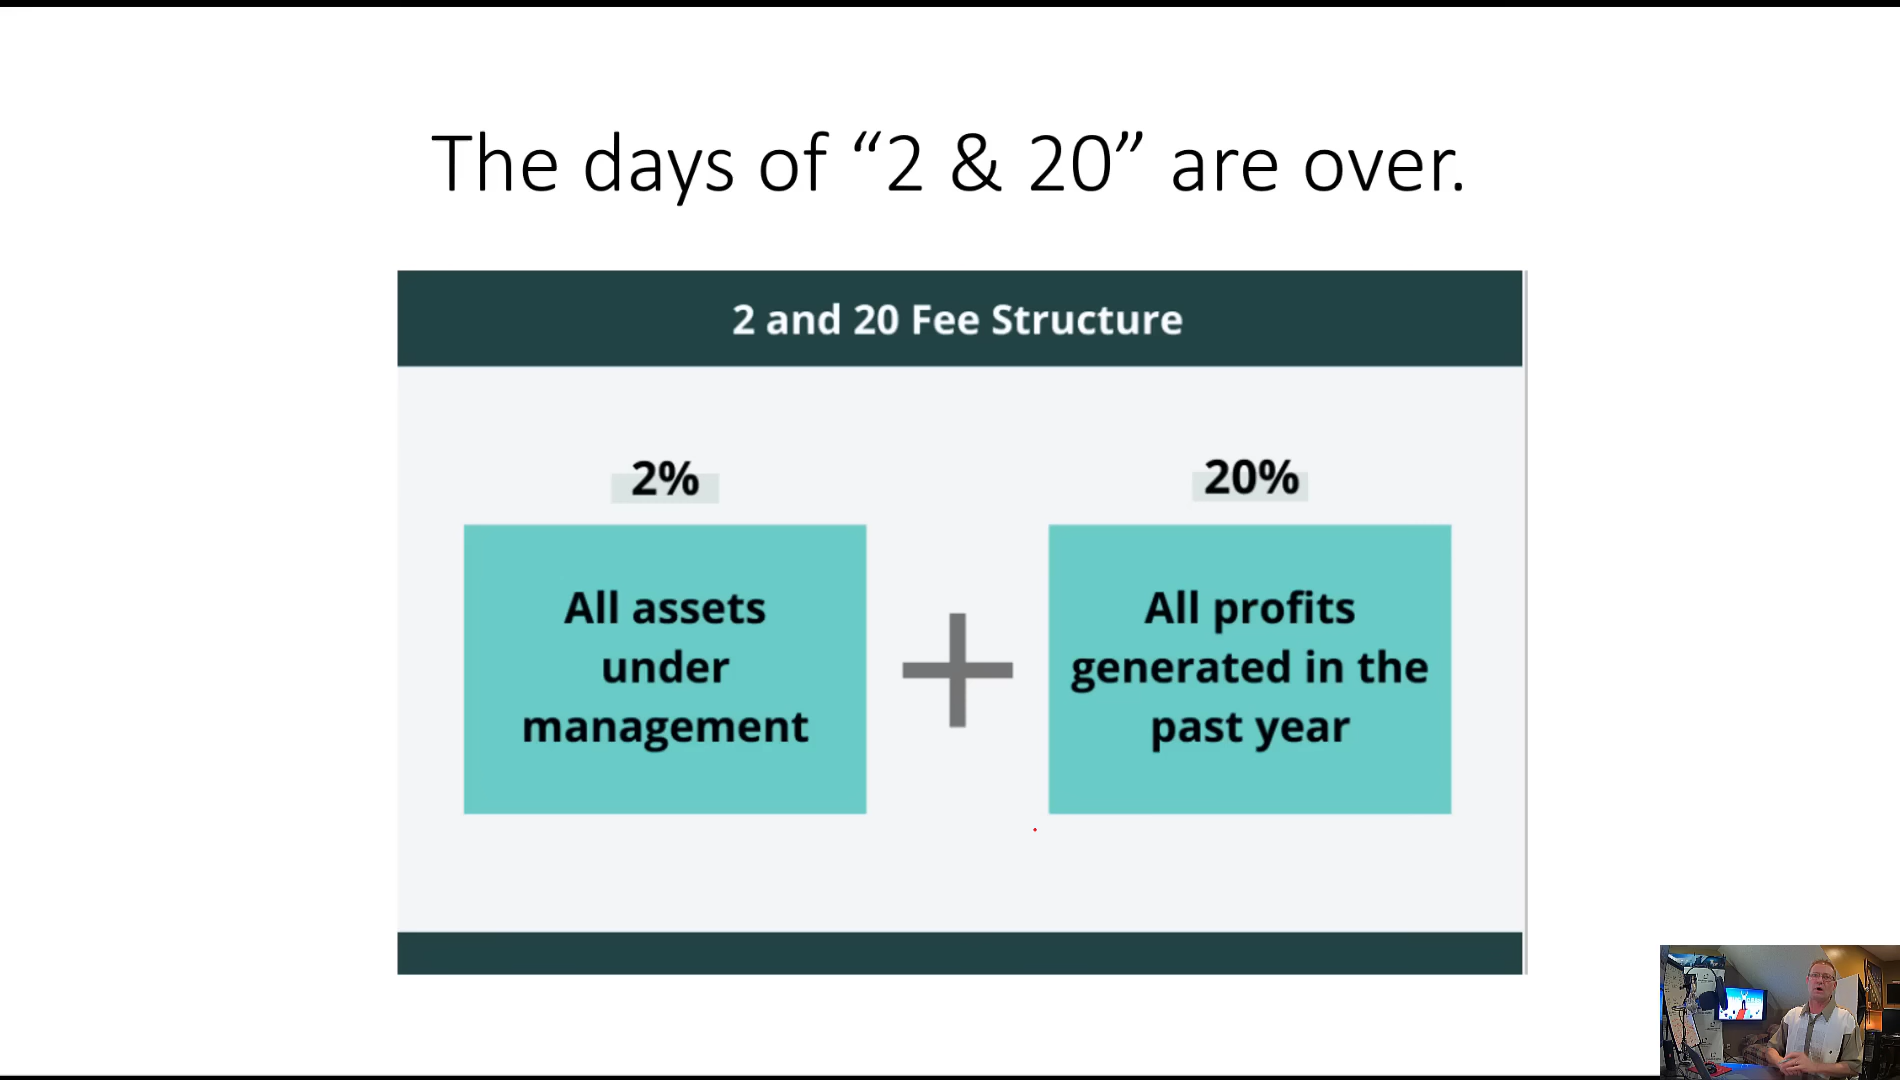 The days of “2 & 20” are over.
2 and 20 Fee Structure
2%
All assets
under
management
20%
All profits
generated in the
past year